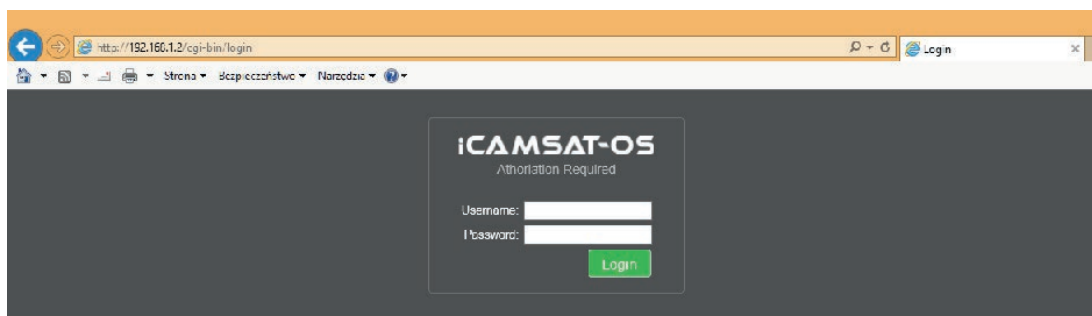 http://192.168.1.2/cgi-bin/login
Login
Strona Bezpieczeństwo Narzędzia
iCAMSAT-OS
Athoriation Required
Username:
Password:
Login